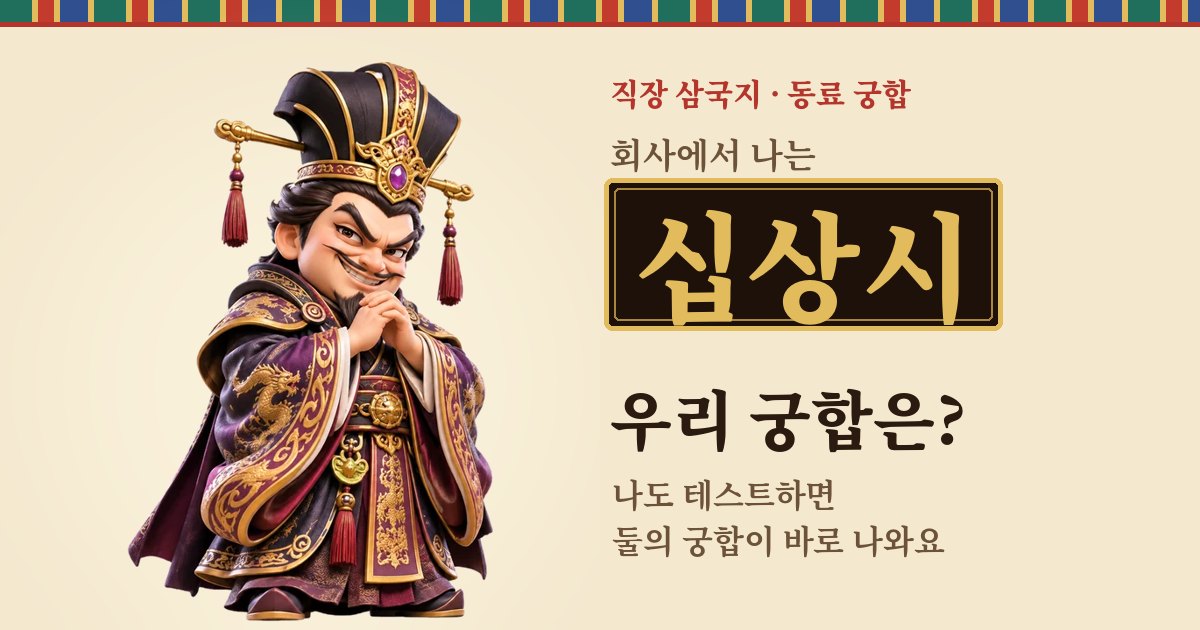 직장 삼국지 · 동료 궁합
회사에서 나는
십상시
우리 궁합은?
나도 테스트하면
둘의 궁합이 바로 나와요